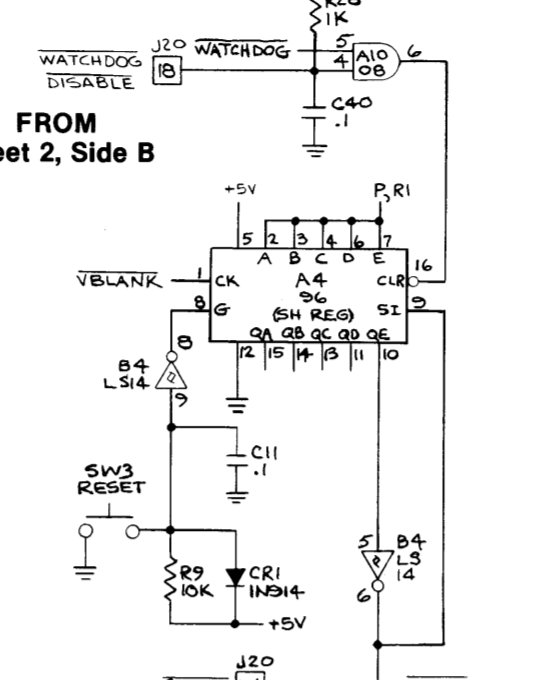 1K
J20
WATCHDOG
5
6
WATCHDOG
18
4
A10
08
DISABLE
C40
.1
FROM
eet 2, Side B
+5V
P,R1
5 2 3 4 6 7
A B C D E
16
VBLANK
1
CK
A4
CLR
96
8
G
(SH REG)
SI
9
QA QB QC QD QE
12 15 14 13 11 10
8
B4
LS14
9
C11
.1
SW3
RESET
5
B4
LS
14
R9
10K
CR1
1N914
6
+5V
J20